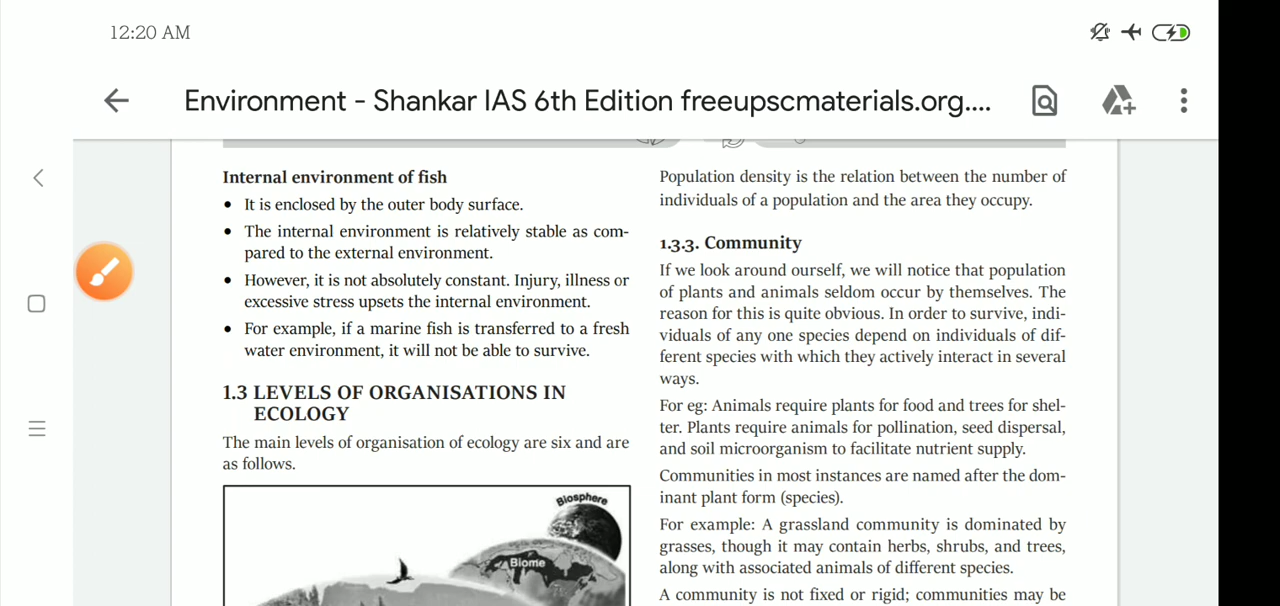 12:20 AM
Environment - Shankar IAS 6th Edition freeupscmaterials.org....
Internal environment of fish
• It is enclosed by the outer body surface.
• The internal environment is relatively stable as com-
pared to the external environment.
• However, it is not absolutely constant. Injury, illness or
excessive stress upsets the internal environment.
• For example, if a marine fish is transferred to a fresh
water environment, it will not be able to survive.
1.3 LEVELS OF ORGANISATIONS IN
ECOLOGY
The main levels of organisation of ecology are six and are
as follows.
Biosphere
Biome
Population density is the relation between the number of
individuals of a population and the area they occupy.
1.3.3. Community
If we look around ourself, we will notice that population
of plants and animals seldom occur by themselves. The
reason for this is quite obvious. In order to survive, indi-
viduals of any one species depend on individuals of dif-
ferent species with which they actively interact in several
ways.
For eg: Animals require plants for food and trees for shel-
ter. Plants require animals for pollination, seed dispersal,
and soil microorganism to facilitate nutrient supply.
Communities in most instances are named after the dom-
inant plant form (species).
For example: A grassland community is dominated by
grasses, though it may contain herbs, shrubs, and trees,
along with associated animals of different species.
A community is not fixed or rigid; communities may be